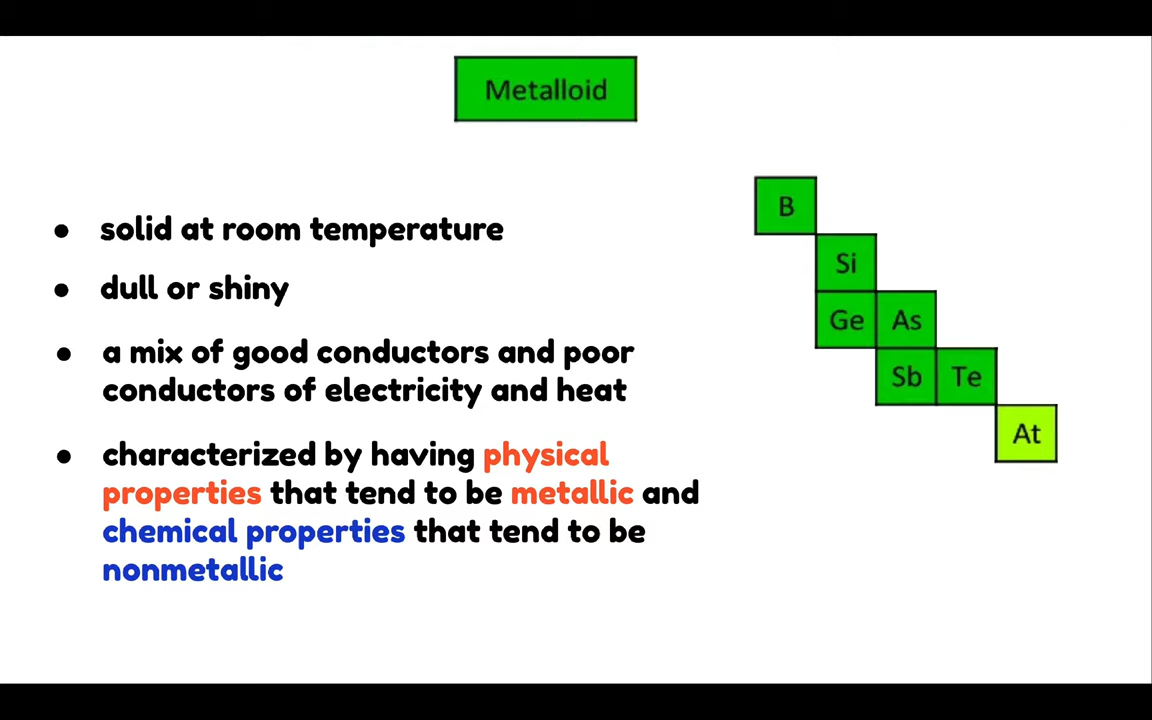 Metalloid
• solid at room temperature
• dull or shiny
• a mix of good conductors and poor
conductors of electricity and heat
• characterized by having physical
properties that tend to be metallic and
chemical properties that tend to be
nonmetallic
B
Si
Ge As
Sb Te
At